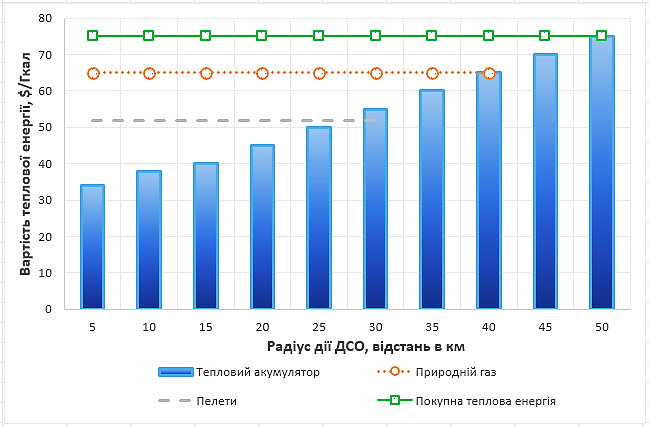 Вартість теплової енергії, $/Гкал
80
70
60
50
40
30
20
10
0
5 10 15 20 25 30 35 40 45 50
Радіус дії ДСО, відстань в км
Тепловий акумулятор Природній газ
Пелети Покупна теплова енергія